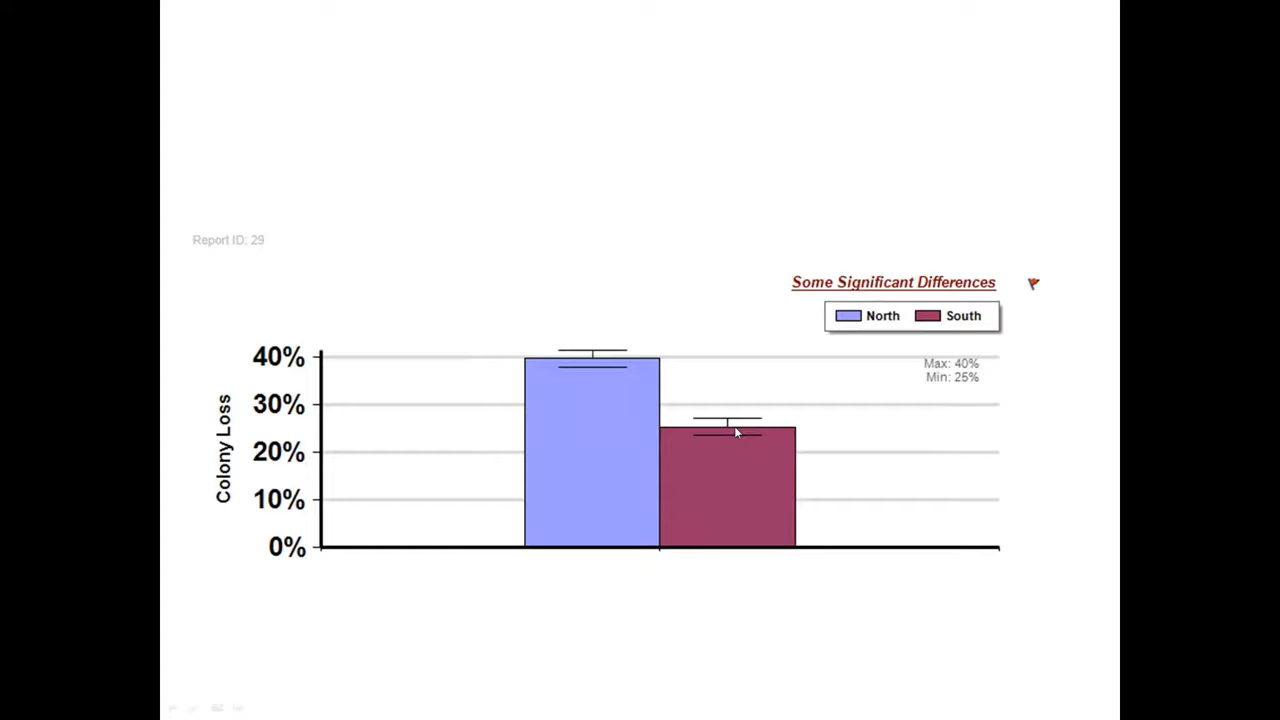 Report ID: 29
Some Significant Differences
North South
Max: 40%
Min: 25%
40%
30%
20%
10%
0%
Colony Loss